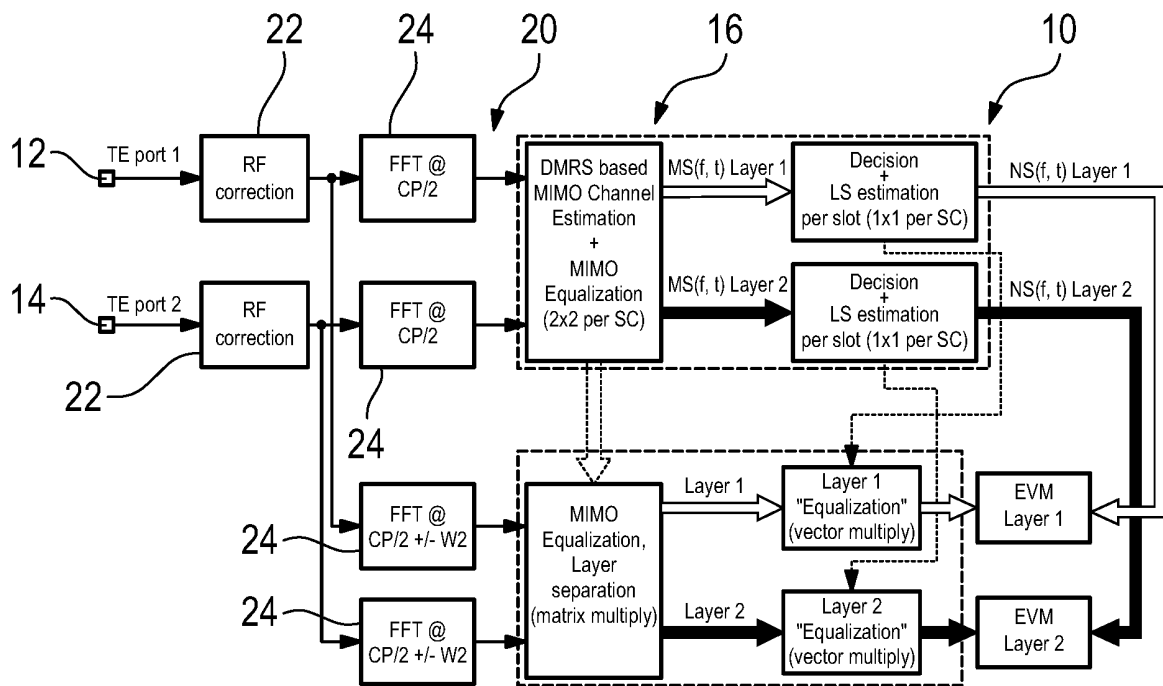 22
24
20
16
10
12
TE port 1
RF
correction
FFT @
CP/2
DMRS based
MIMO Channel
Estimation
+
MIMO
Equalization
(2x2 per SC)
MS(f, t) Layer 1
Decision
+
LS estimation
per slot (1x1 per SC)
NS(f, t) Layer 1
14
TE port 2
RF
correction
FFT @
CP/2
MS(f, t) Layer 2
Decision
+
LS estimation
per slot (1x1 per SC)
NS(f, t) Layer 2
22
24
24
FFT @
CP/2 +/- W2
MIMO
Equalization,
Layer
separation
(matrix multiply)
Layer 1
Layer 1
"Equalization"
(vector multiply)
EVM
Layer 1
24
FFT @
CP/2 +/- W2
Layer 2
Layer 2
"Equalization"
(vector multiply)
EVM
Layer 2